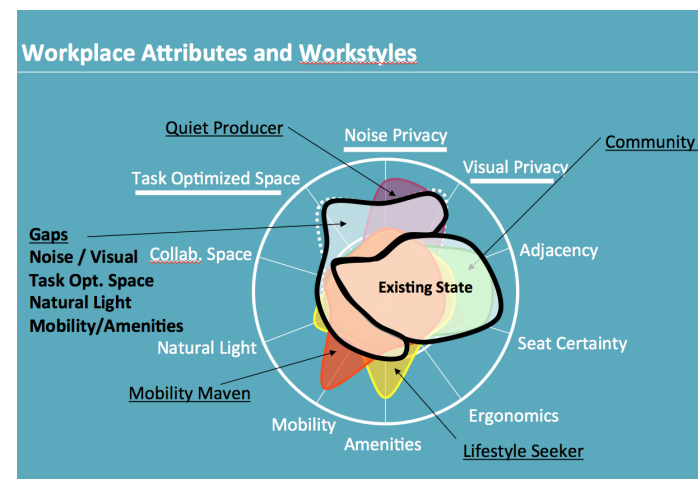 Workplace Attributes and Workstyles
Quiet Producer
Noise Privacy
Community
Visual Privacy
Task Optimized Space
Gaps
Noise / Visual
Task Opt. Space
Natural Light
Mobility/Amenities
Collab. Space
Adjacency
Existing State
Natural Light
Seat Certainty
Mobility Maven
Mobility
Ergonomics
Amenities
Lifestyle Seeker